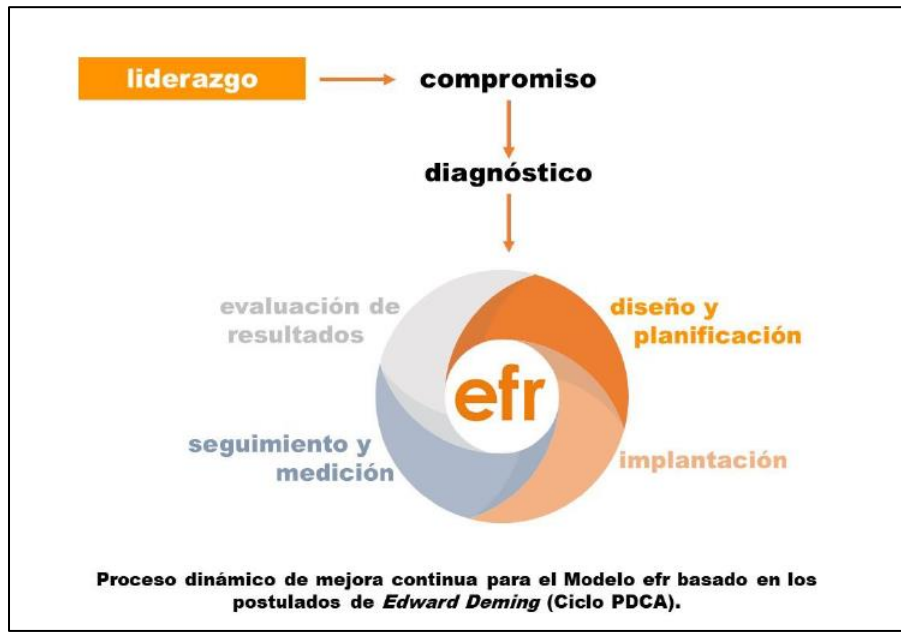 liderazgo
compromiso
diagnóstico
evaluación de
resultados
diseño y
planificación
efr
seguimiento y
medición
implantación
Proceso dinámico de mejora continua para el Modelo efr basado en los
postulados de Edward Deming (Ciclo PDCA).